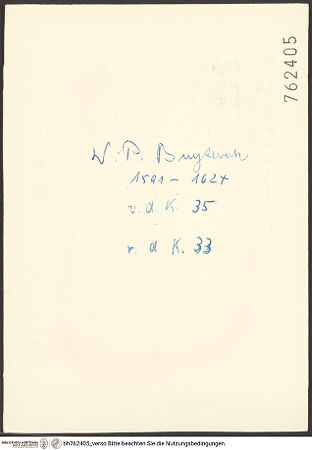 762405
W. P. Buytewech
1591 - 1624
v. d. K. 35
v. d K. 33
bh762405_verso Bitte beachten Sie die Nutzungsbedingungen.